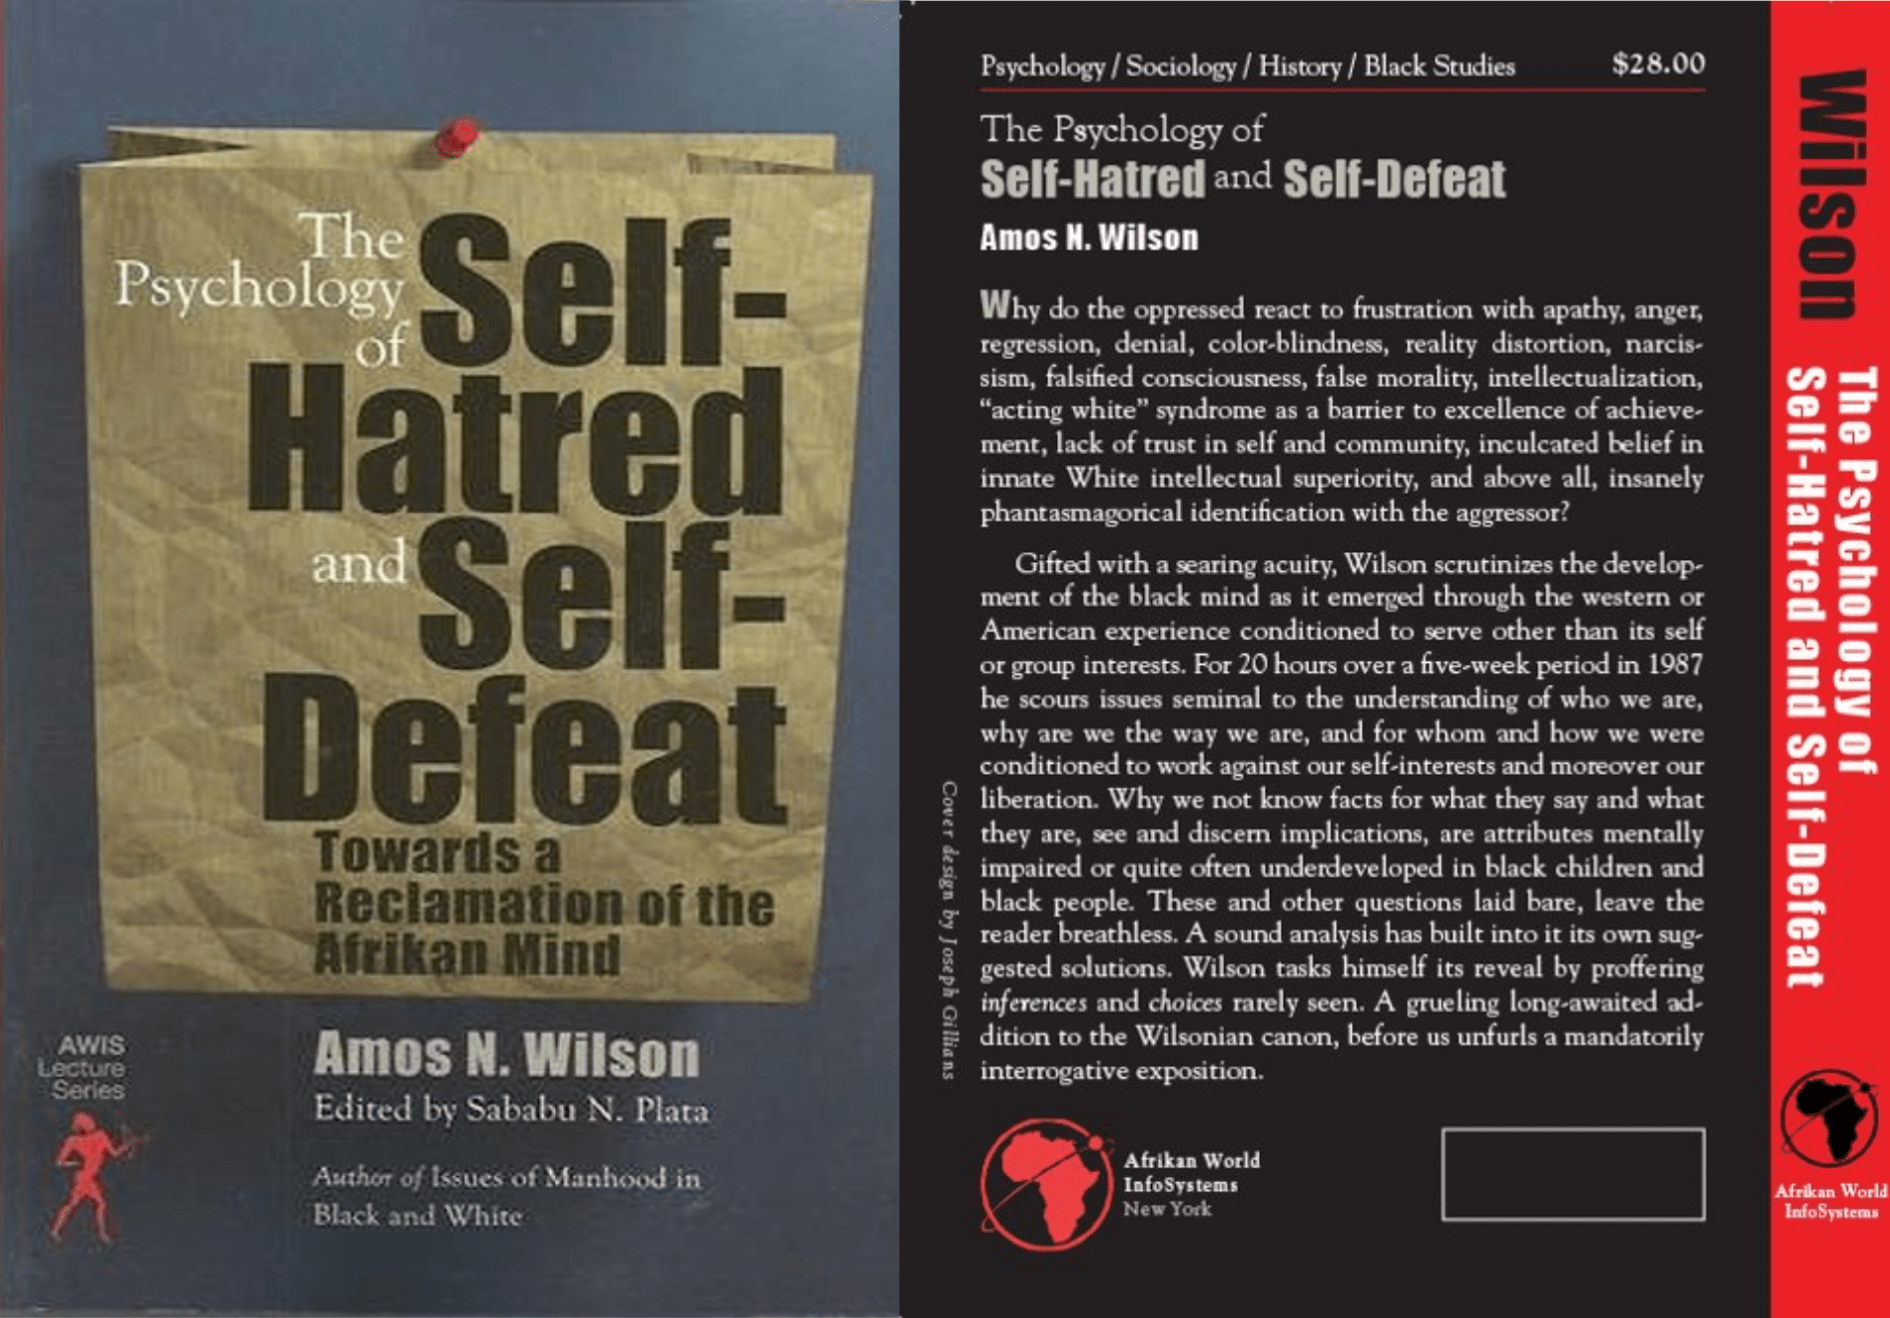 The
Psychology
of
Self-
Hatred
and
Self-
Defeat
Towards a
Reclamation of the
Afrikan Mind
AWIS
Lecture
Series
Amos N. Wilson
Edited by Sababu N. Plata
Author of Issues of Manhood in
Black and White
Psychology / Sociology / History / Black Studies $28.00
The Psychology of
Self-Hatred and Self-Defeat
Amos N. Wilson
Why do the oppressed react to frustration with apathy, anger,
regression, denial, color-blindness, reality distortion, narcis-
sism, falsified consciousness, false morality, intellectualization,
“acting white” syndrome as a barrier to excellence of achieve-
ment, lack of trust in self and community, inculcated belief in
innate White intellectual superiority, and above all, insanely
phantasmagorical identification with the aggressor?
Gifted with a searing acuity, Wilson scrutinizes the develop-
ment of the black mind as it emerged through the western or
American experience conditioned to serve other than its self
or group interests. For 20 hours over a five-week period in 1987
he scours issues seminal to the understanding of who we are,
why are we the way we are, and for whom and how we were
conditioned to work against our self-interests and moreover our
liberation. Why we not know facts for what they say and what
they are, see and discern implications, are attributes mentally
impaired or quite often underdeveloped in black children and
black people. These and other questions laid bare, leave the
reader breathless. A sound analysis has built into it its own sug-
gested solutions. Wilson tasks himself its reveal by proffering
inferences and choices rarely seen. A grueling long-awaited ad-
dition to the Wilsonian canon, before us unfurls a mandatorily
interrogative exposition.
Cover design by Joseph Gillians
Afrikan World
InfoSystems
New York
Wilson
The Psychology of
Self-Hatred and Self-Defeat
Afrikan World
InfoSystems